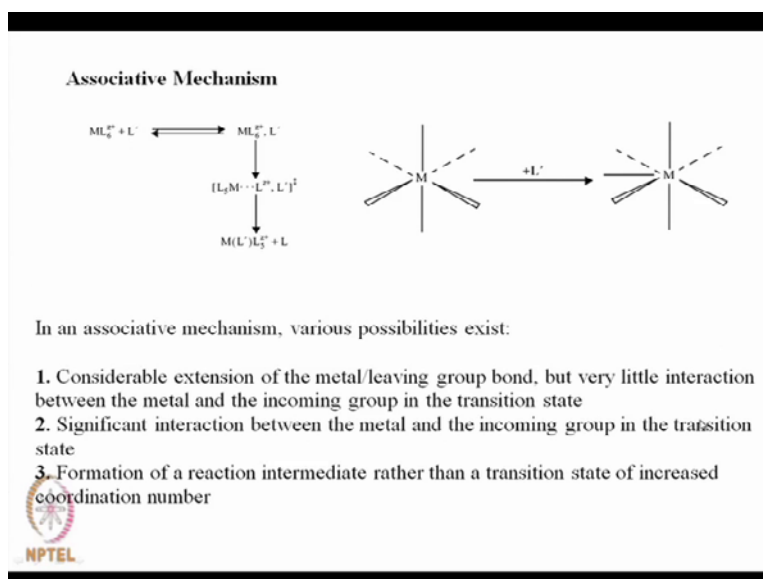 Associative Mechanism
ML₆ⁿ⁺ + L′ ⇌ ML₆ⁿ⁺, L′
[L₅M···Lⁿ⁺, L′]‡
M(L′)L₅ⁿ⁺ + L
M +L′ M
In an associative mechanism, various possibilities exist:
1. Considerable extension of the metal/leaving group bond, but very little interaction
between the metal and the incoming group in the transition state
2. Significant interaction between the metal and the incoming group in the transition
state
3. Formation of a reaction intermediate rather than a transition state of increased
coordination number
NPTEL